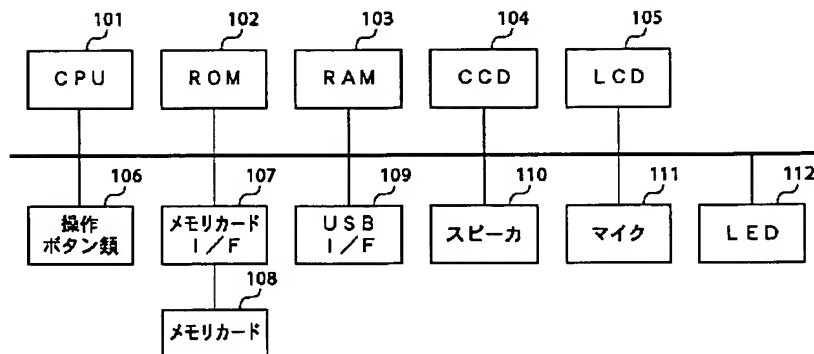 101
102
103
104
105
CPU
ROM
RAM
CCD
LCD
106
107
109
110
111
112
操作
ボタン類
メモリカード
I/F
USB
I/F
スピーカ
マイク
LED
108
メモリカード